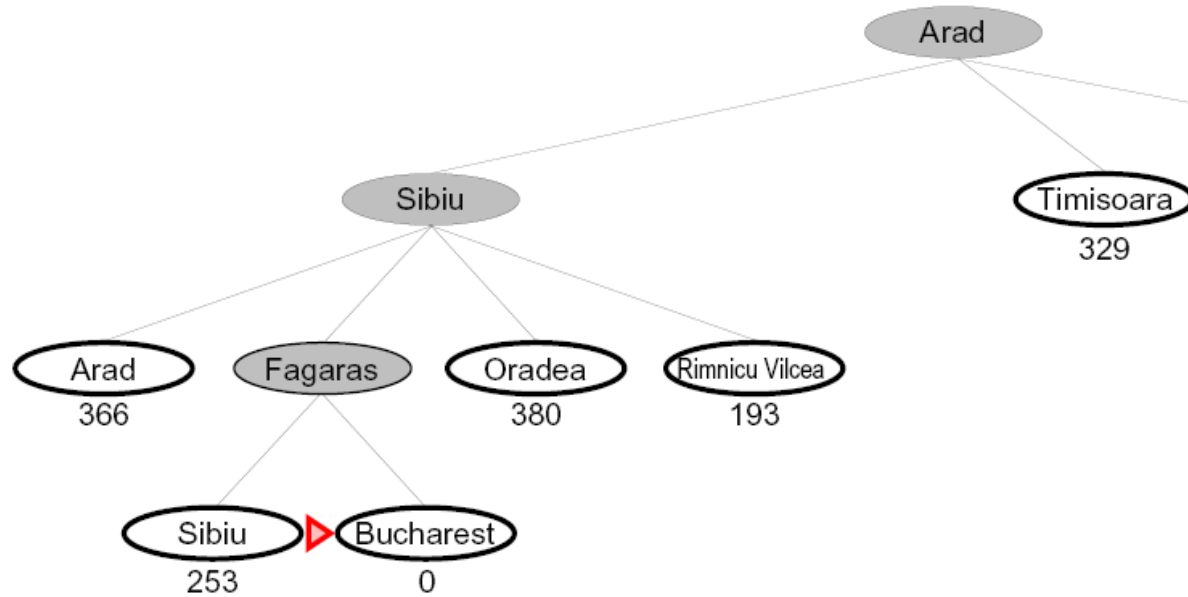 Arad
Sibiu
Timisoara
329
Arad
Fagaras
Oradea
Rimnicu Vilcea
366
380
193
Sibiu
Bucharest
253
0